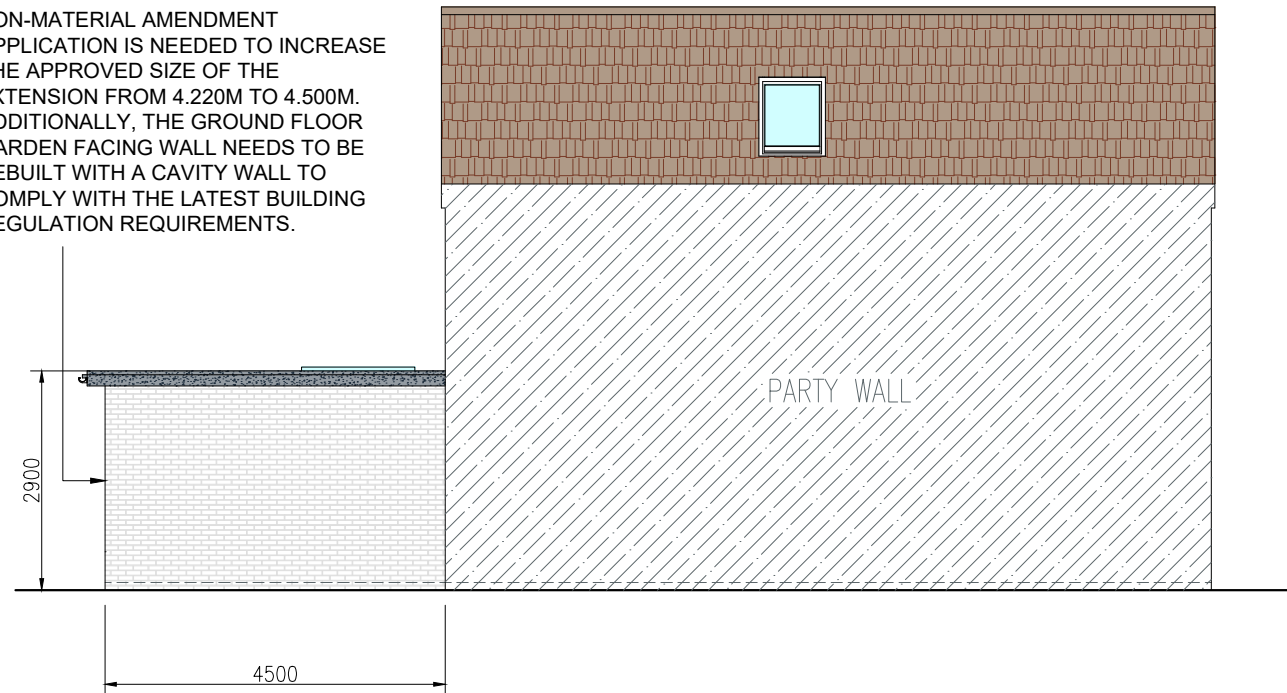 ON-MATERIAL AMENDMENT
PPLICATION IS NEEDED TO INCREASE
HE APPROVED SIZE OF THE
XTENSION FROM 4.220M TO 4.500M.
DDITIONALLY, THE GROUND FLOOR
ARDEN FACING WALL NEEDS TO BE
EBUILT WITH A CAVITY WALL TO
OMPLY WITH THE LATEST BUILDING
EGULATION REQUIREMENTS.
PARTY WALL
2900
4500